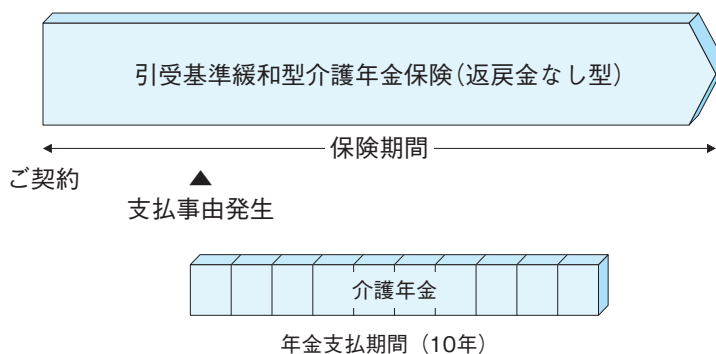 引受基準緩和型介護年金保険(返戻金なし型)
保険期間
ご契約
支払事由発生
介護年金
年金支払期間（10年）